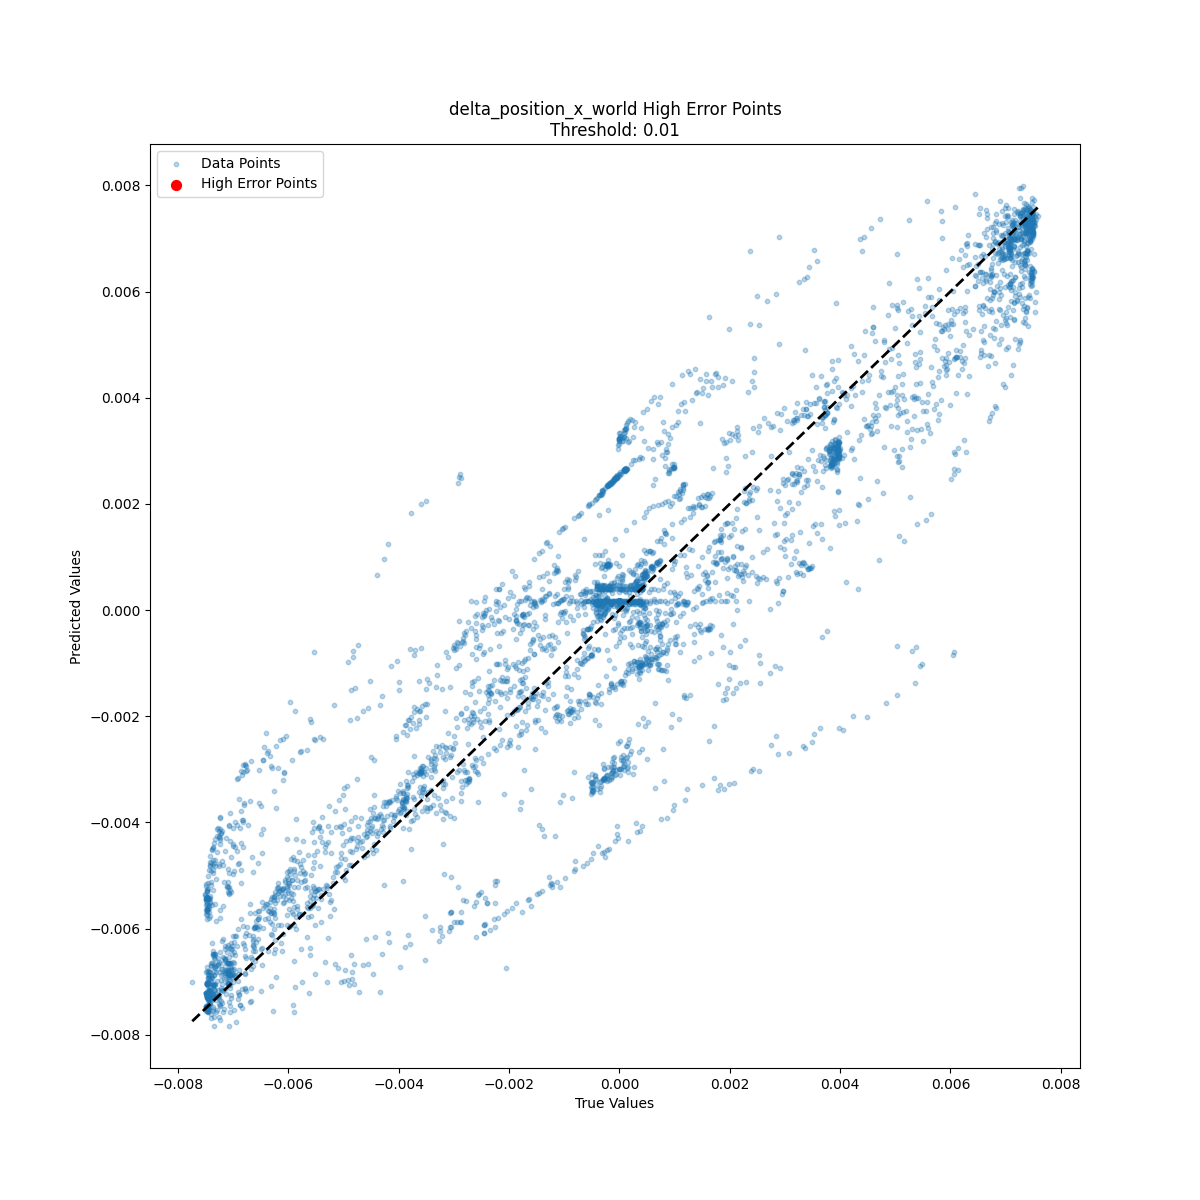 delta_position_x_world High Error Points
Threshold: 0.01
Data Points
High Error Points
0.008
0.006
0.004
0.002
0.000
−0.002
−0.004
−0.006
−0.008
Predicted Values
−0.008 −0.006 −0.004 −0.002 0.000 0.002 0.004 0.006 0.008
True Values